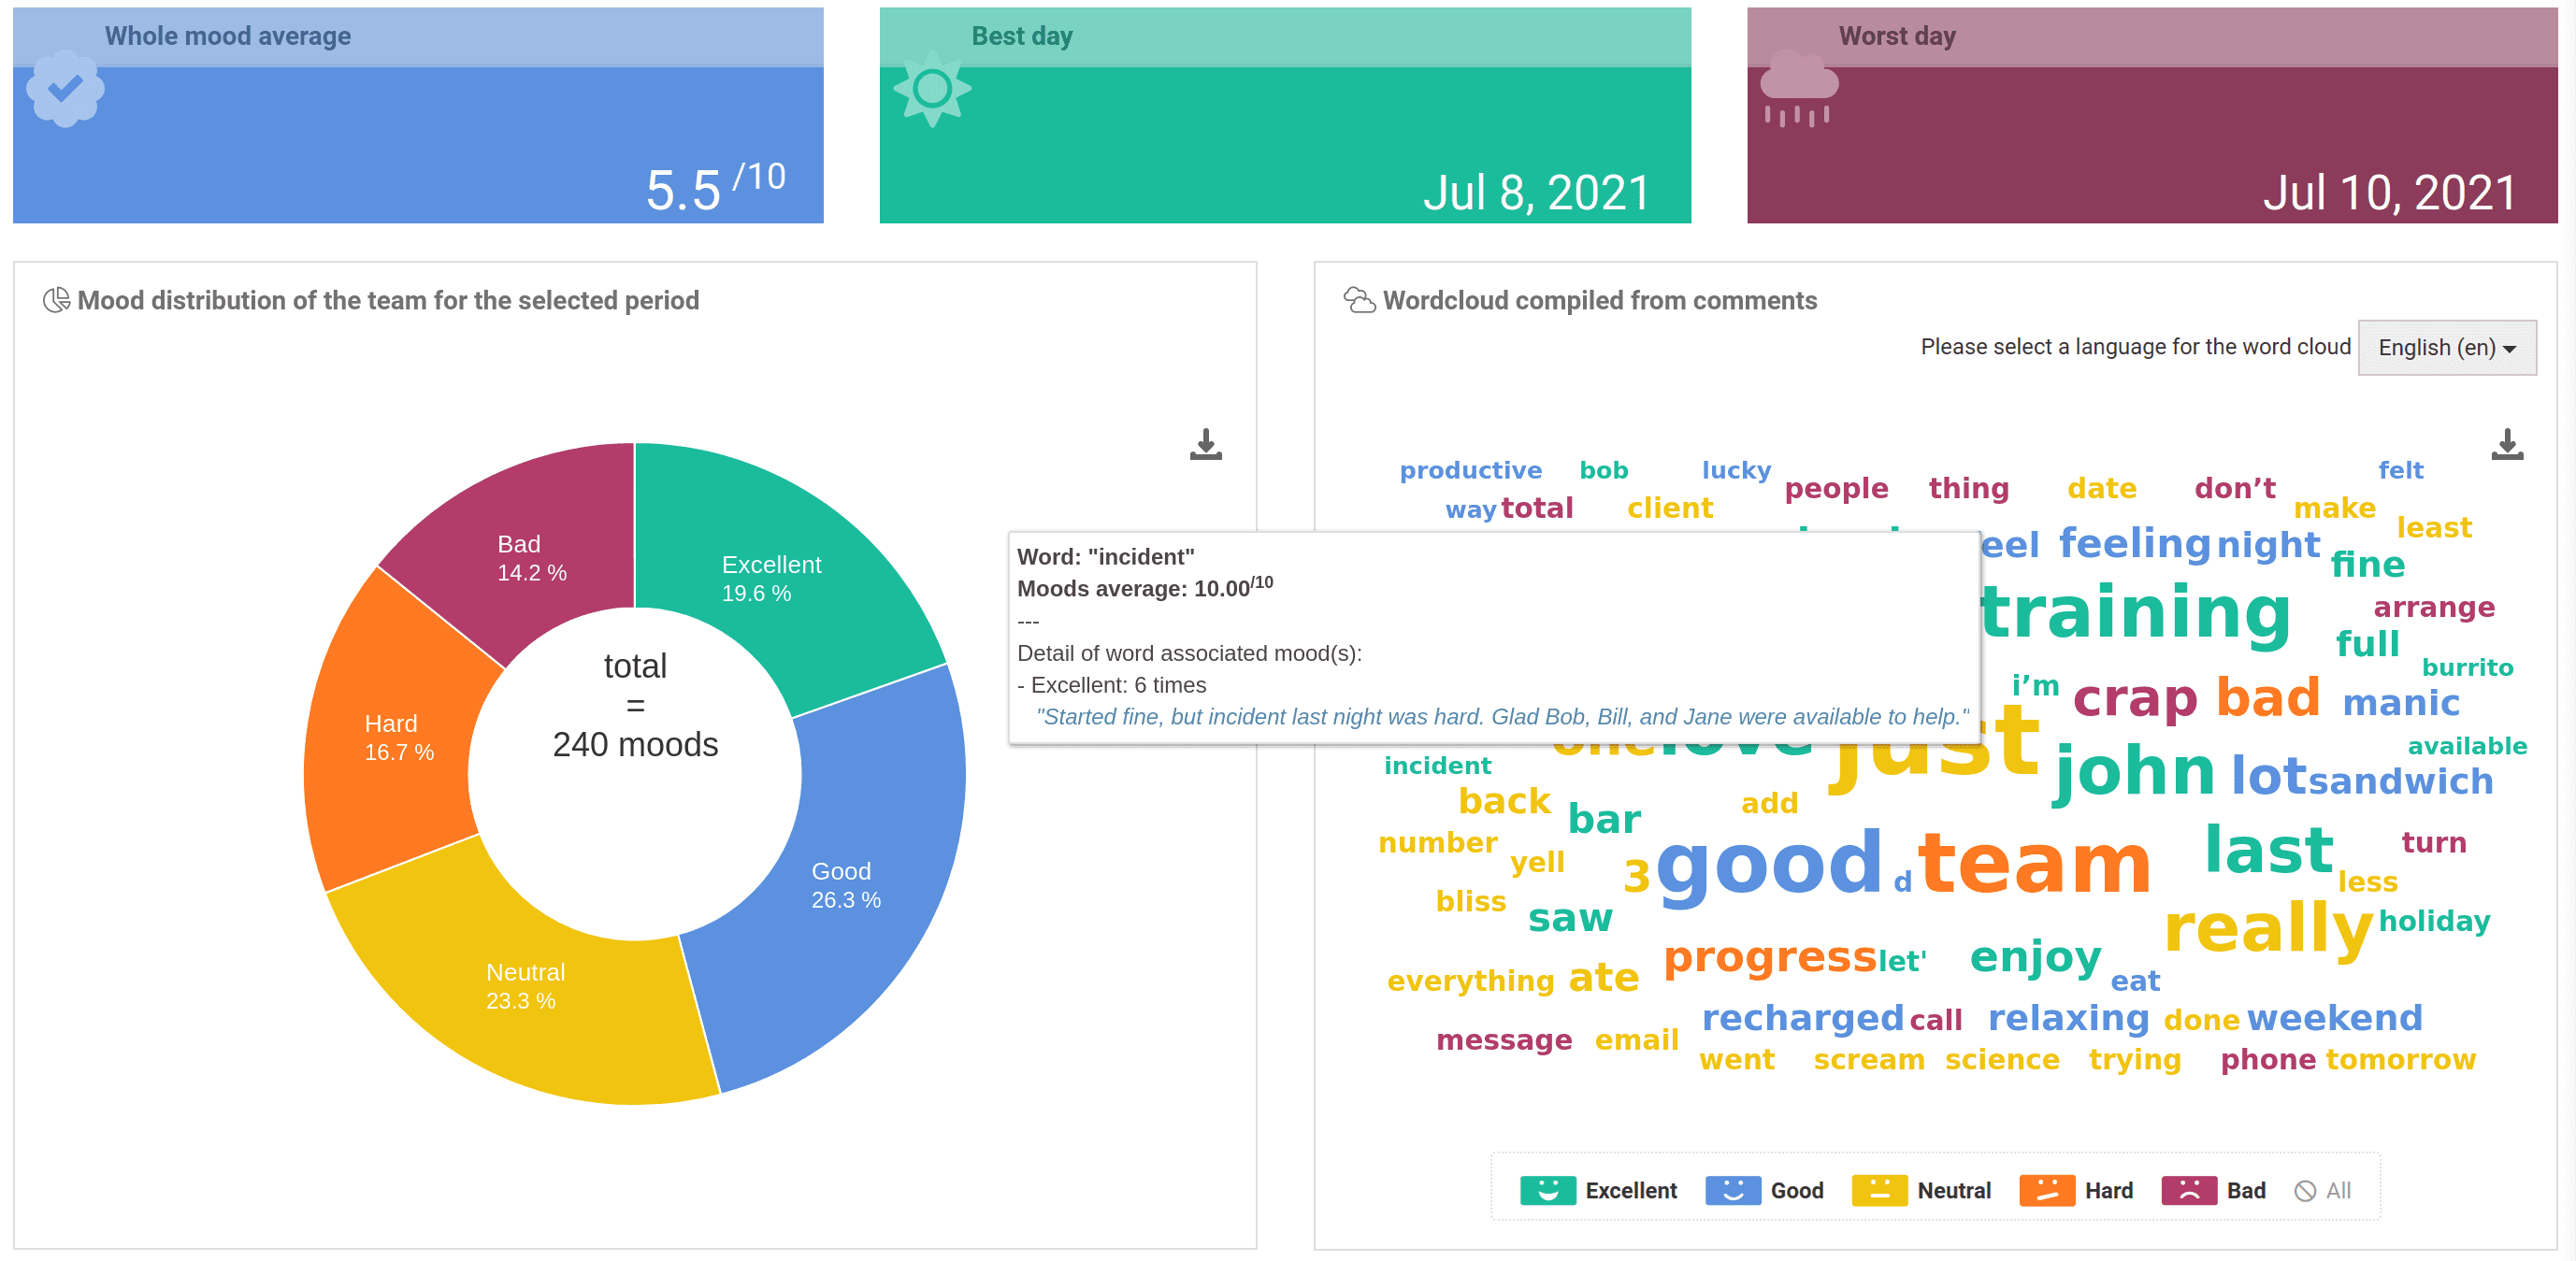 Whole mood average
5.5 /10
Best day
Jul 8, 2021
Worst day
Jul 10, 2021
Mood distribution of the team for the selected period
Bad
14.2 %
Excellent
19.6 %
Hard
16.7 %
total
=
240 moods
Good
26.3 %
Neutral
23.3 %
Wordcloud compiled from comments
Please select a language for the word cloud English (en)
productive bob lucky felt
people thing date don’t
way total client make
least
feeling night
fine
Word: "incident"
Moods average: 10.00/10
---
Detail of word associated mood(s):
- Excellent: 6 times
"Started fine, but incident last night was hard. Glad Bob, Bill, and Jane were available to help."
training
arrange
full
burrito
i’m crap bad manic
one love just
available
incident
john lot sandwich
back bar add
number yell 3 good d team last turn
less
bliss saw really holiday
progress let' enjoy
everything ate eat
recharged call relaxing done weekend
message email
went scream science trying phone tomorrow
Excellent Good Neutral Hard Bad All